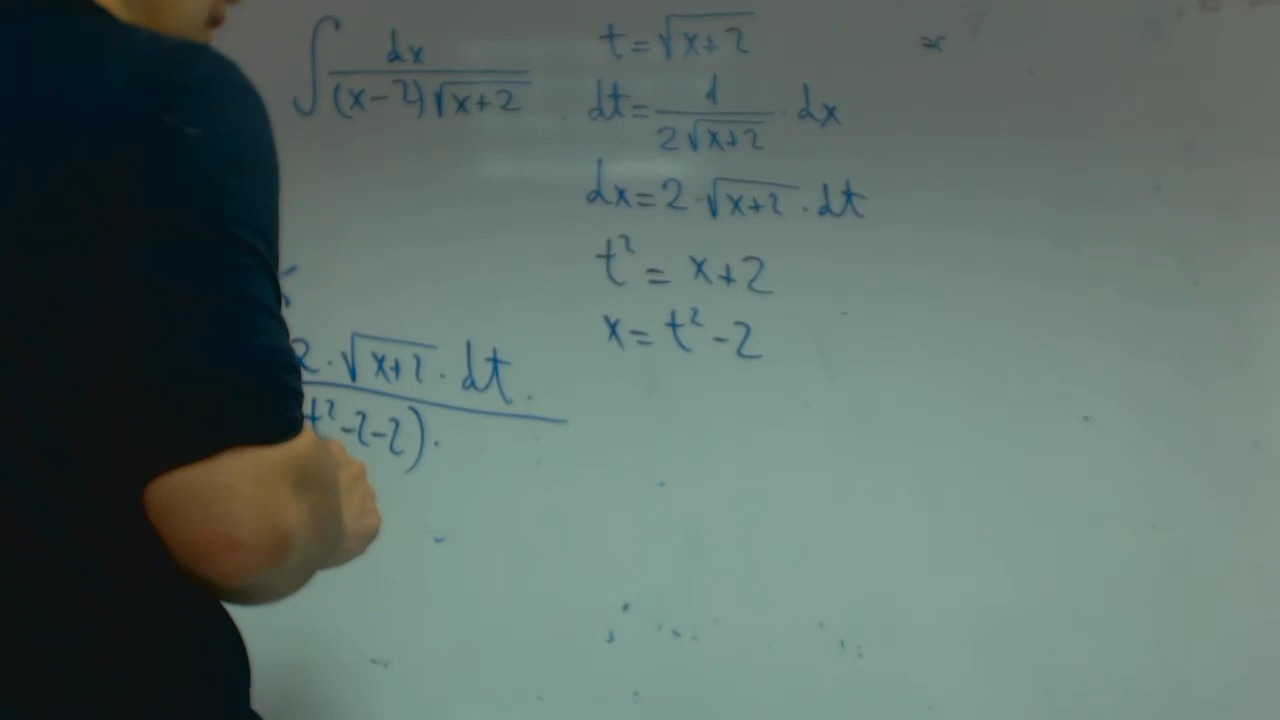 ∫ dx / (x-2)√x+2
t=√x+2
dt= 1 / 2√x+2 · dx
dx=2·√x+2·dt
t² = x+2
x= t² -2
2·√x+2·dt
t²-2-2)·